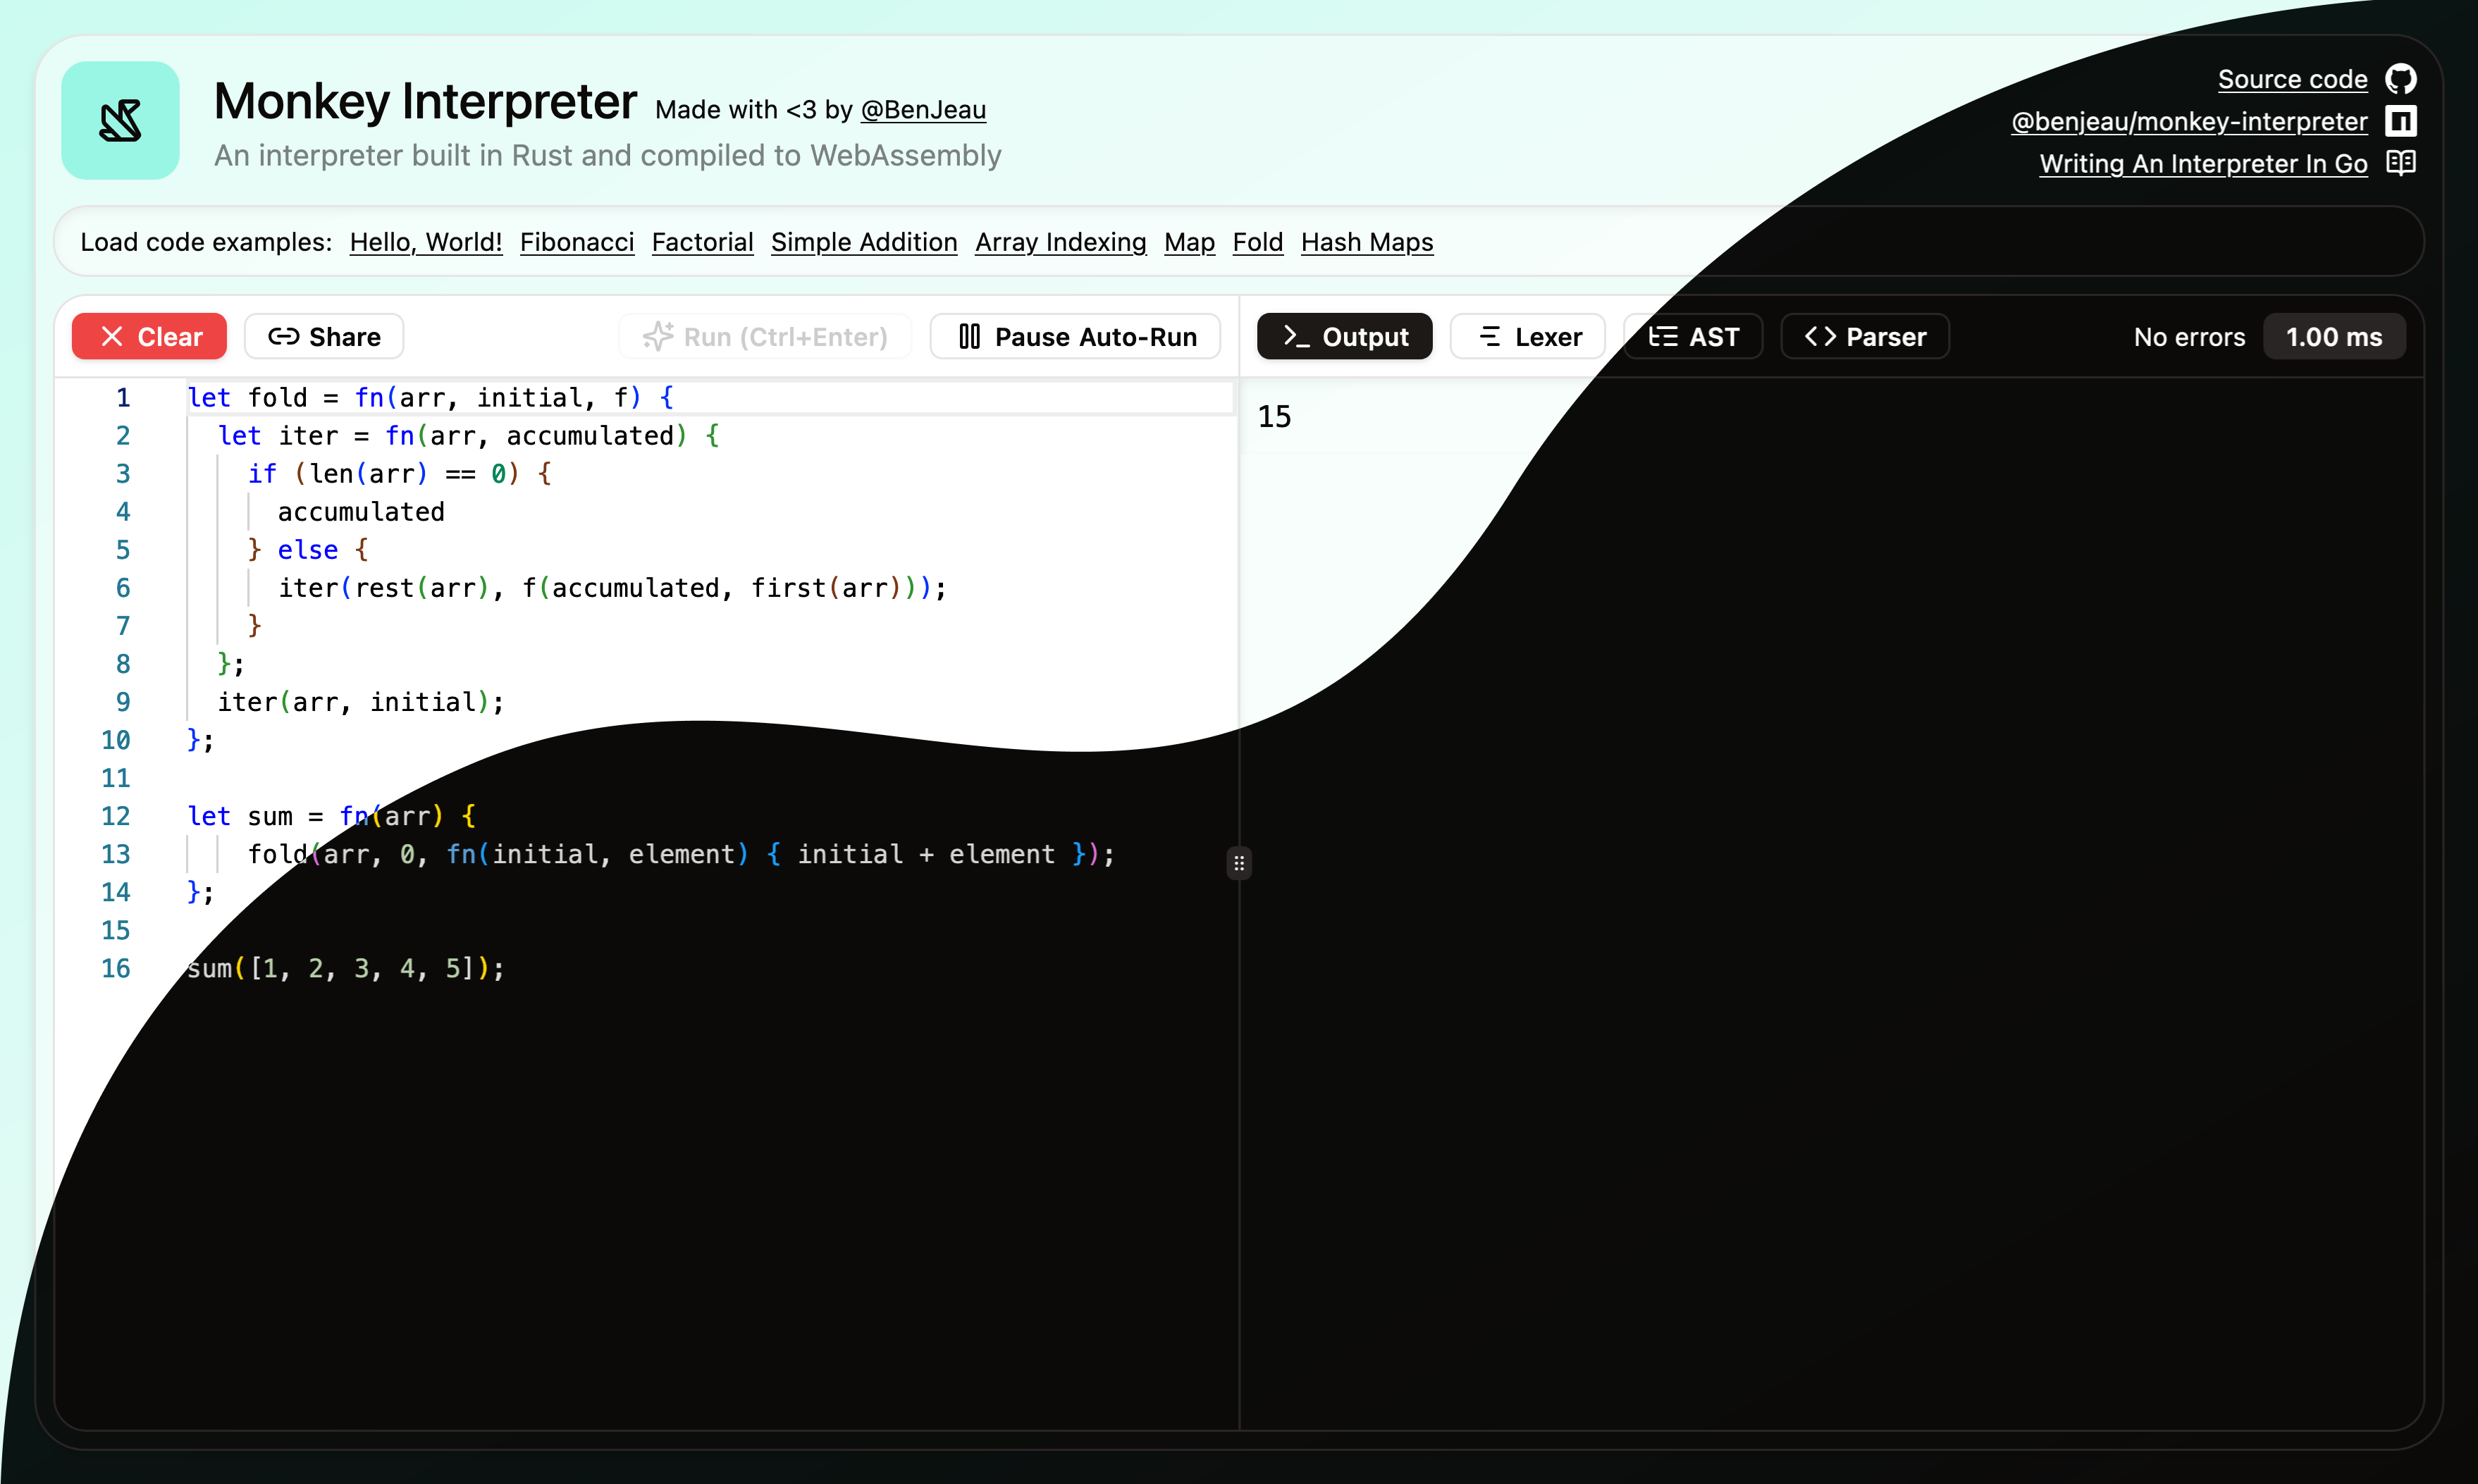 Monkey Interpreter Made with <3 by @BenJeau
An interpreter built in Rust and compiled to WebAssembly
Source code
@benjeau/monkey-interpreter
Writing An Interpreter In Go
Load code examples: Hello, World! Fibonacci Factorial Simple Addition Array Indexing Map Fold Hash Maps
Clear Share Run (Ctrl+Enter) Pause Auto-Run
Output Lexer AST Parser No errors 1.00 ms
1 let fold = fn(arr, initial, f) {
2   let iter = fn(arr, accumulated) {
3     if (len(arr) == 0) {
4       accumulated
5     } else {
6       iter(rest(arr), f(accumulated, first(arr)));
7     }
8   };
9   iter(arr, initial);
10 };
11
12 let sum = fn(arr) {
13     fold(arr, 0, fn(initial, element) { initial + element });
14 };
15
16 sum([1, 2, 3, 4, 5]);
15